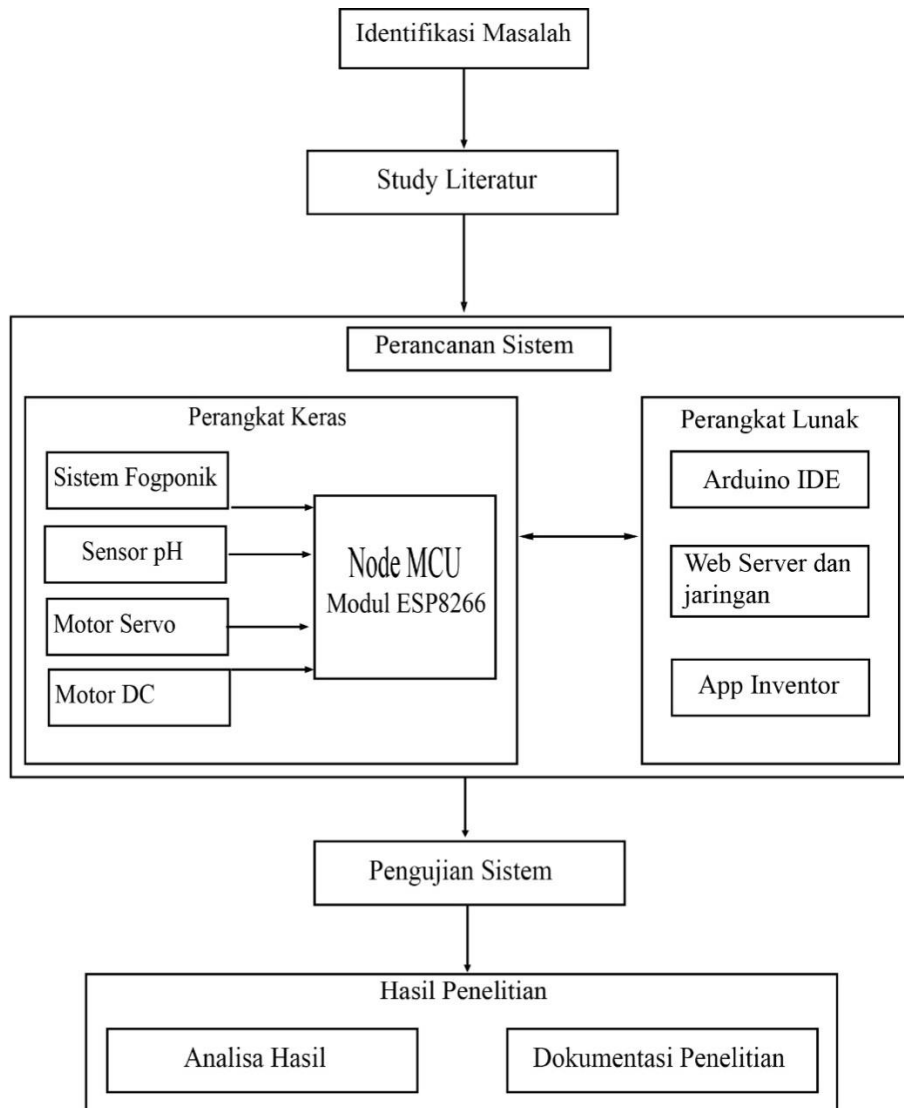 Identifikasi Masalah
Study Literatur
Perancanan Sistem
Perangkat Keras
Sistem Fogponik
Sensor pH
Motor Servo
Motor DC
Node MCU
Modul ESP8266
Perangkat Lunak
Arduino IDE
Web Server dan
jaringan
App Inventor
Pengujian Sistem
Hasil Penelitian
Analisa Hasil
Dokumentasi Penelitian